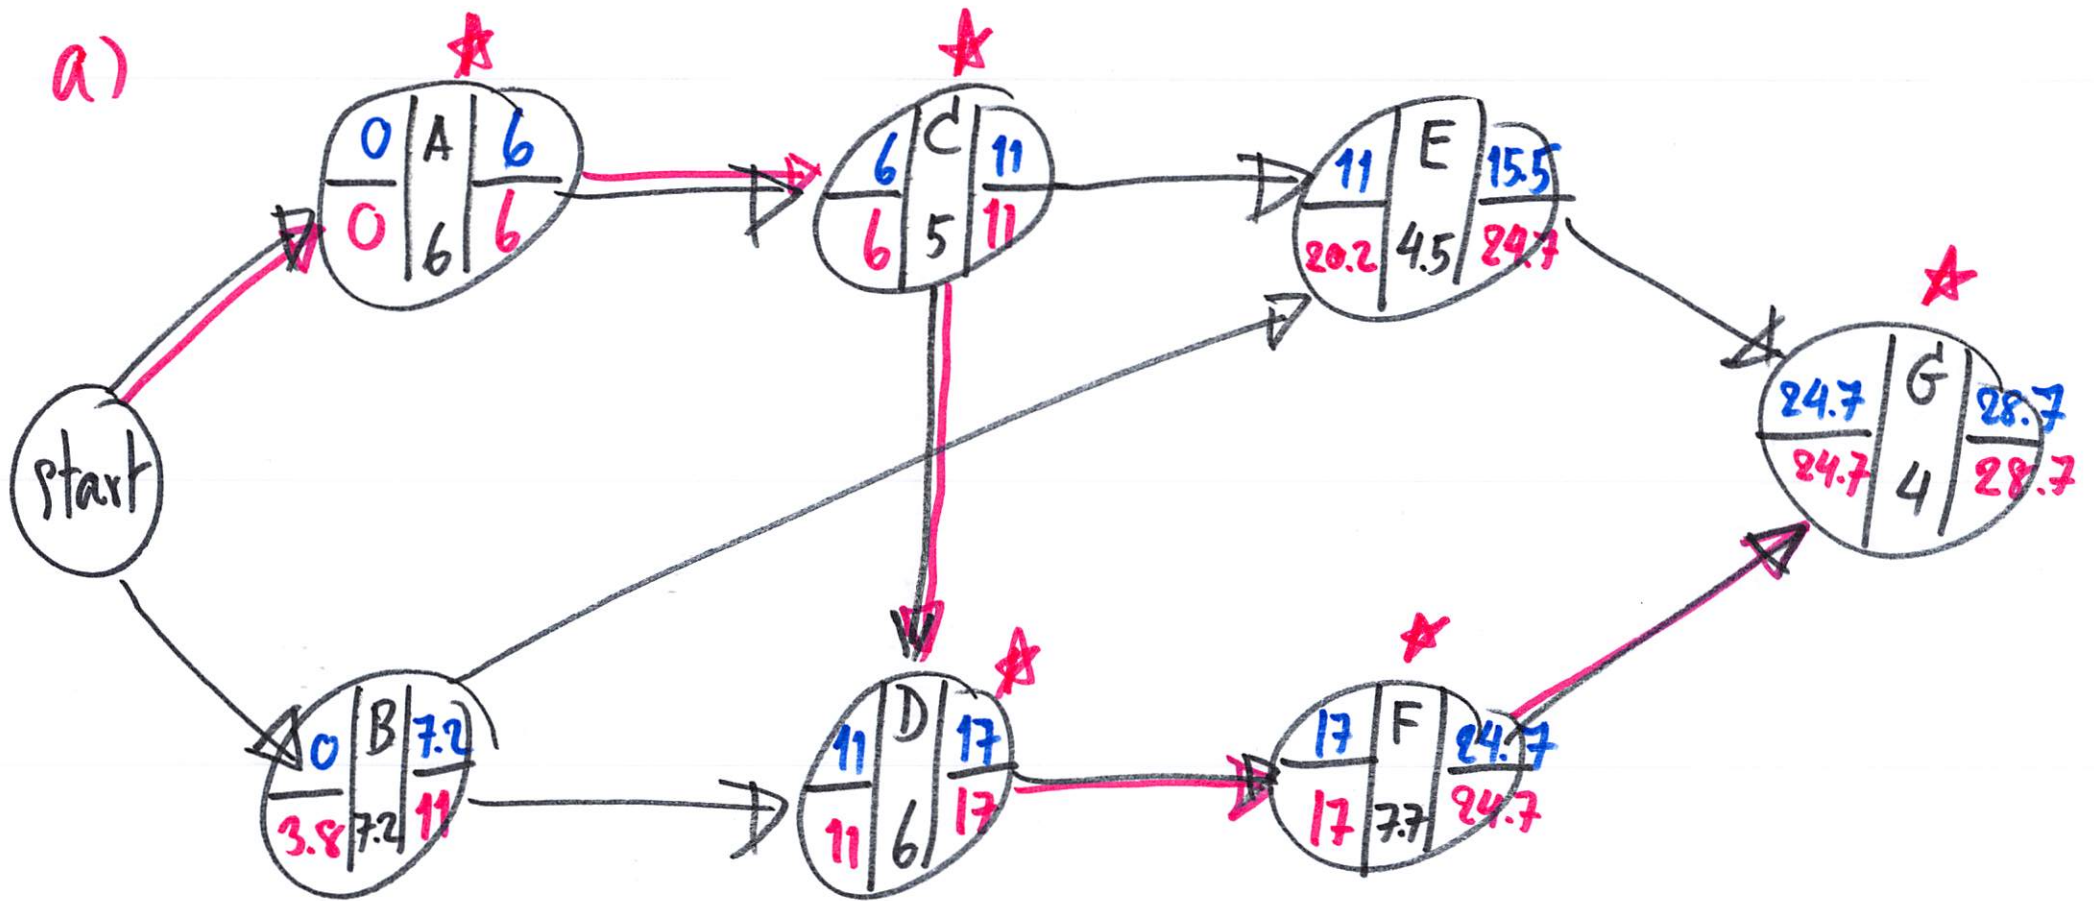 a)
0 A 6
0 6 6
6 C 11
6 5 11
11 E 15.5
20.2 4.5 24.7
24.7 G 28.7
24.7 4 28.7
start
0 B 7.2
3.8 7.2 11
11 D 17
11 6 17
17 F 24.7
17 7.7 24.7